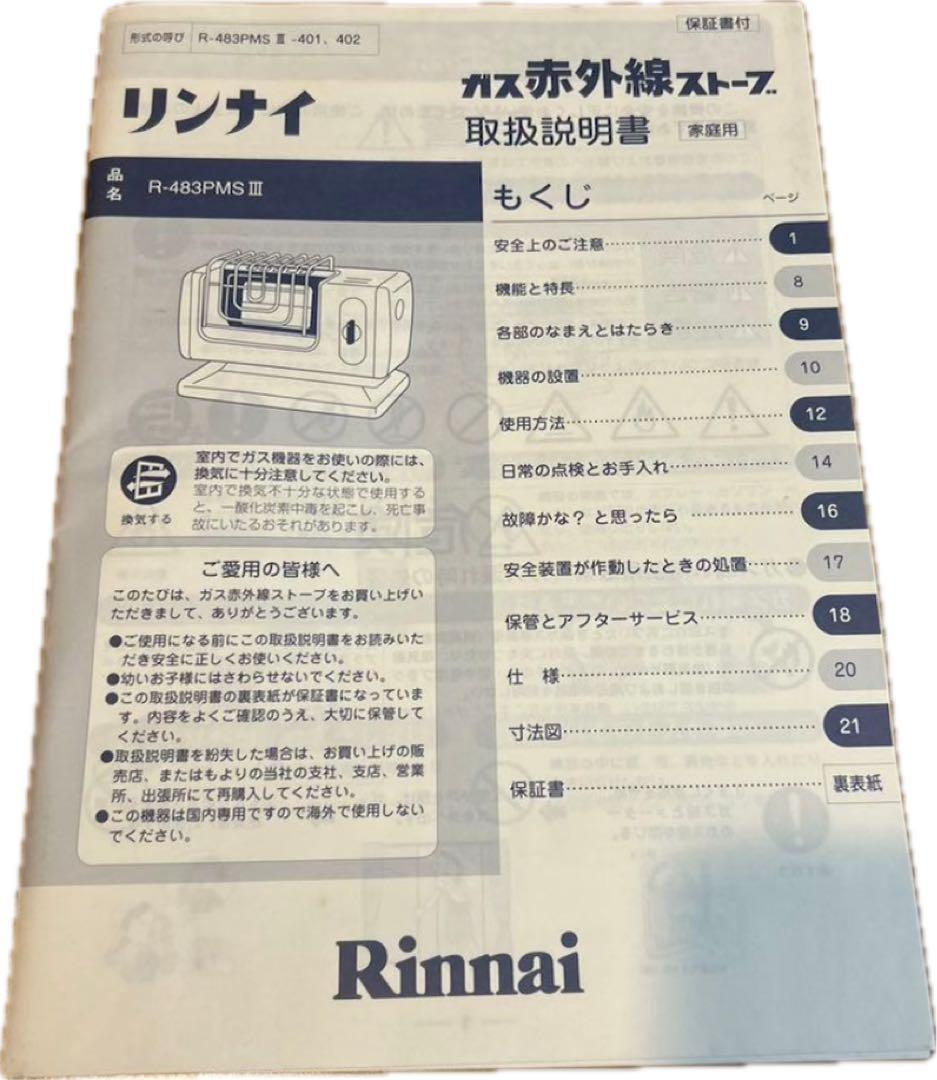 形式の呼び R-483PMS Ⅲ -401、402
保証書付
リンナイ
ガス赤外線ストーブ
取扱説明書 家庭用
品名 R-483PMSⅢ
もくじ ページ
安全上のご注意 1
機能と特長 8
各部のなまえとはたらき 9
機器の設置 10
使用方法 12
日常の点検とお手入れ 14
故障かな? と思ったら 16
安全装置が作動したときの処置 17
保管とアフターサービス 18
仕 様 20
寸法図 21
保証書 裏表紙
換気する
室内でガス機器をお使いの際には、
換気に十分注意してください。
室内で換気不十分な状態で使用する
と、一酸化炭素中毒を起こし、死亡事
故にいたるおそれがあります。
ご愛用の皆様へ
このたびは、ガス赤外線ストーブをお買い上げい
ただきまして、ありがとうございます。
●ご使用になる前にこの取扱説明書をお読みいた
だき安全に正しくお使いください。
●幼いお子様にはさわらせないでください。
●この取扱説明書の裏表紙が保証書になっていま
す。内容をよくご確認のうえ、大切に保管して
ください。
●取扱説明書を紛失した場合は、お買い上げの販
売店、またはもよりの当社の支社、支店、営業
所、出張所にて再購入してください。
●この機器は国内専用ですので海外で使用しない
でください。
Rinnai